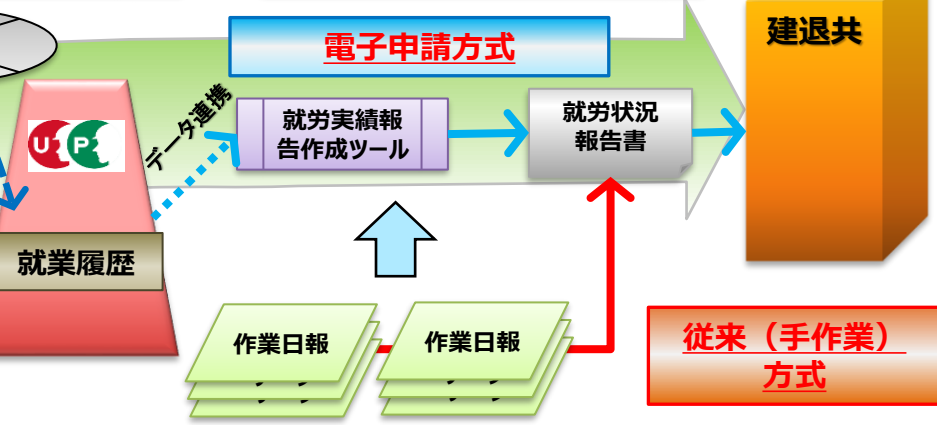 電子申請方式
建退共
データ連携
就労実績報
告作成ツール
就労状況
報告書
U
P
就業履歴
作業日報
作業日報
従来（手作業）
方式